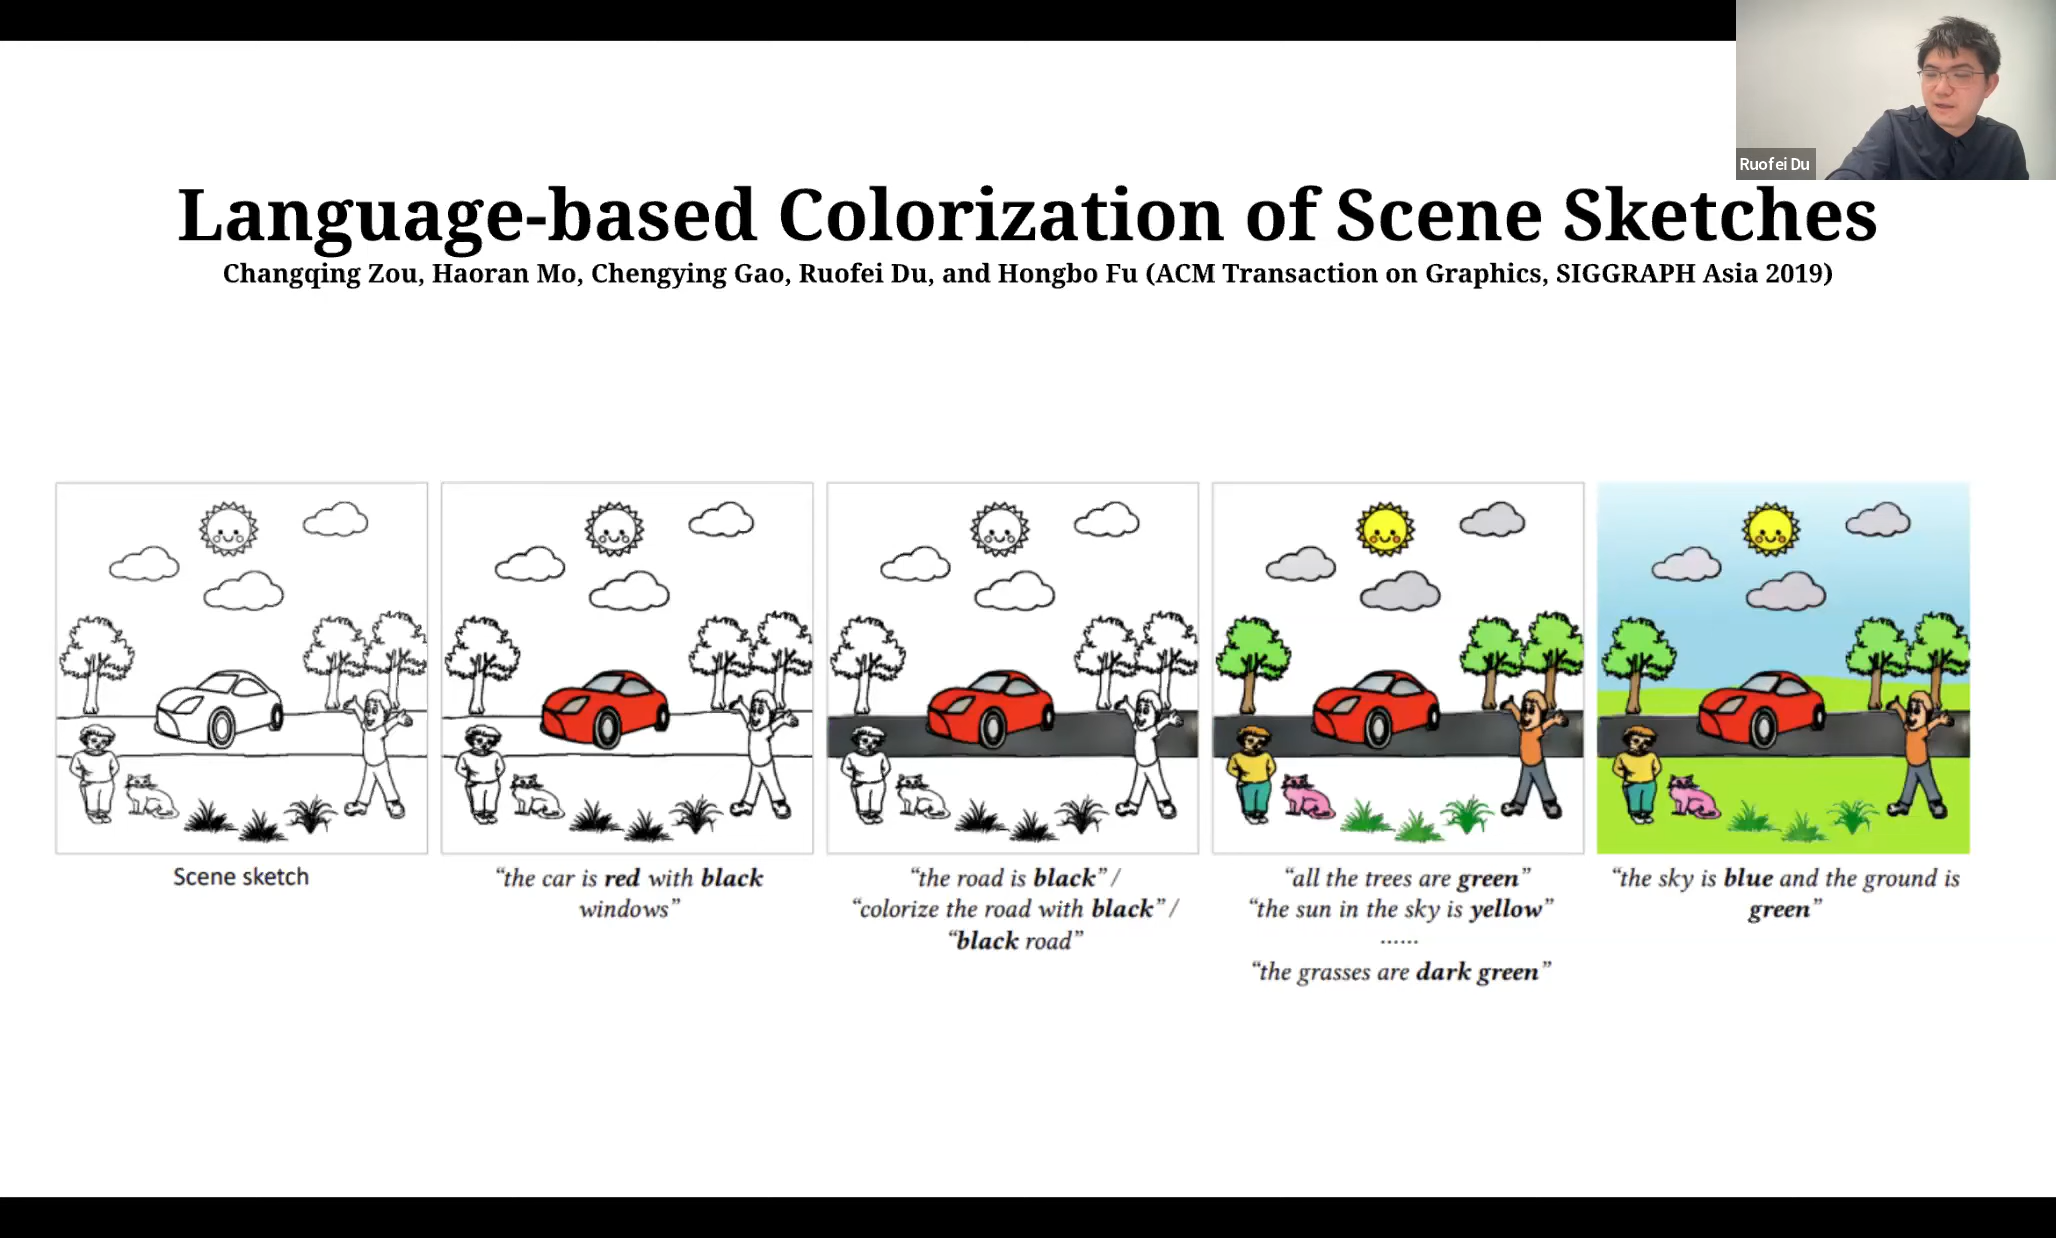 Ruofei Du
Language-based Colorization of Scene Sketches
Changqing Zou, Haoran Mo, Chengying Gao, Ruofei Du, and Hongbo Fu (ACM Transaction on Graphics, SIGGRAPH Asia 2019)
Scene sketch
“the car is red with black
windows”
“the road is black” /
“colorize the road with black” /
“black road”
“all the trees are green”
“the sun in the sky is yellow”
……
“the grasses are dark green”
“the sky is blue and the ground is
green”